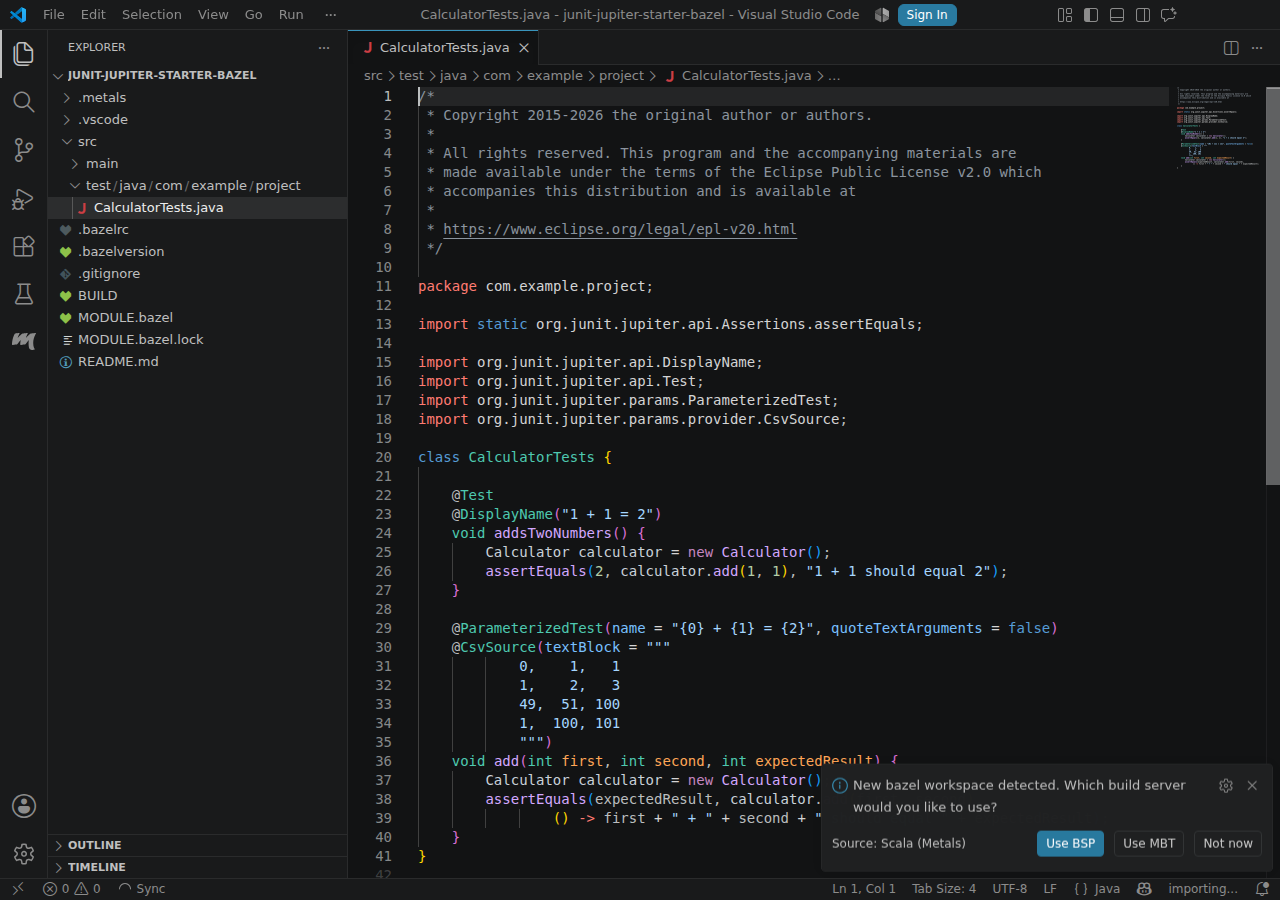 File Edit Selection View Go Run ···
CalculatorTests.java - junit-jupiter-starter-bazel - Visual Studio Code
Sign In
EXPLORER
JUNIT-JUPITER-STARTER-BAZEL
.metals
.vscode
src
main
test/java/com/example/project
CalculatorTests.java
.bazelrc
.bazelversion
.gitignore
BUILD
MODULE.bazel
MODULE.bazel.lock
README.md
OUTLINE
TIMELINE
CalculatorTests.java
src > test > java > com > example > project > CalculatorTests.java > ...
1 /*
2  * Copyright 2015-2026 the original author or authors.
3  *
4  * All rights reserved. This program and the accompanying materials are
5  * made available under the terms of the Eclipse Public License v2.0 which
6  * accompanies this distribution and is available at
7  *
8  * https://www.eclipse.org/legal/epl-v20.html
9  */
10
11 package com.example.project;
12
13 import static org.junit.jupiter.api.Assertions.assertEquals;
14
15 import org.junit.jupiter.api.DisplayName;
16 import org.junit.jupiter.api.Test;
17 import org.junit.jupiter.params.ParameterizedTest;
18 import org.junit.jupiter.params.provider.CsvSource;
19
20 class CalculatorTests {
21
22     @Test
23     @DisplayName("1 + 1 = 2")
24     void addsTwoNumbers() {
25         Calculator calculator = new Calculator();
26         assertEquals(2, calculator.add(1, 1), "1 + 1 should equal 2");
27     }
28
29     @ParameterizedTest(name = "{0} + {1} = {2}", quoteTextArguments = false)
30     @CsvSource(textBlock = """
31             0,    1,   1
32             1,    2,   3
33             49,  51, 100
34             1,  100, 101
35             """)
36     void add(int first, int second, int expectedResult) {
37         Calculator calculator = new Calculator()
38         assertEquals(expectedResult, calculator.
39                 () -> first + " + " + second + "
40     }
41 }
42
New bazel workspace detected. Which build server
would you like to use?
Source: Scala (Metals)
Use BSP
Use MBT
Not now
0 0 Sync
Ln 1, Col 1 Tab Size: 4 UTF-8 LF { } Java importing...